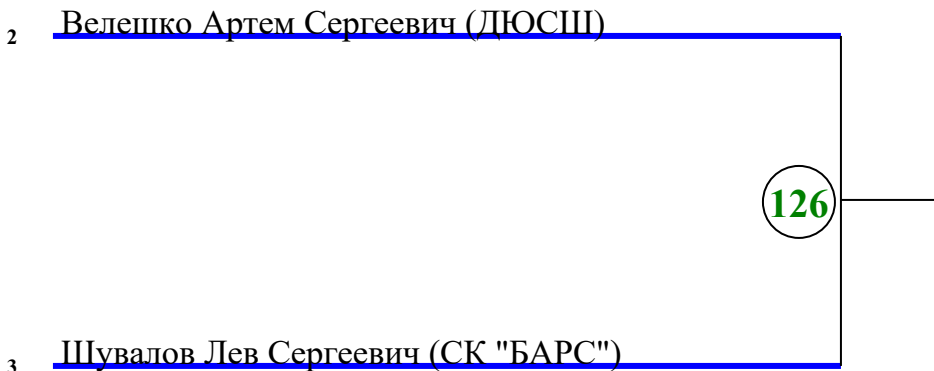 2 Велешко Артем Сергеевич (ДЮСШ)
126
3 Шувалов Лев Сергеевич (СК "БАРС")